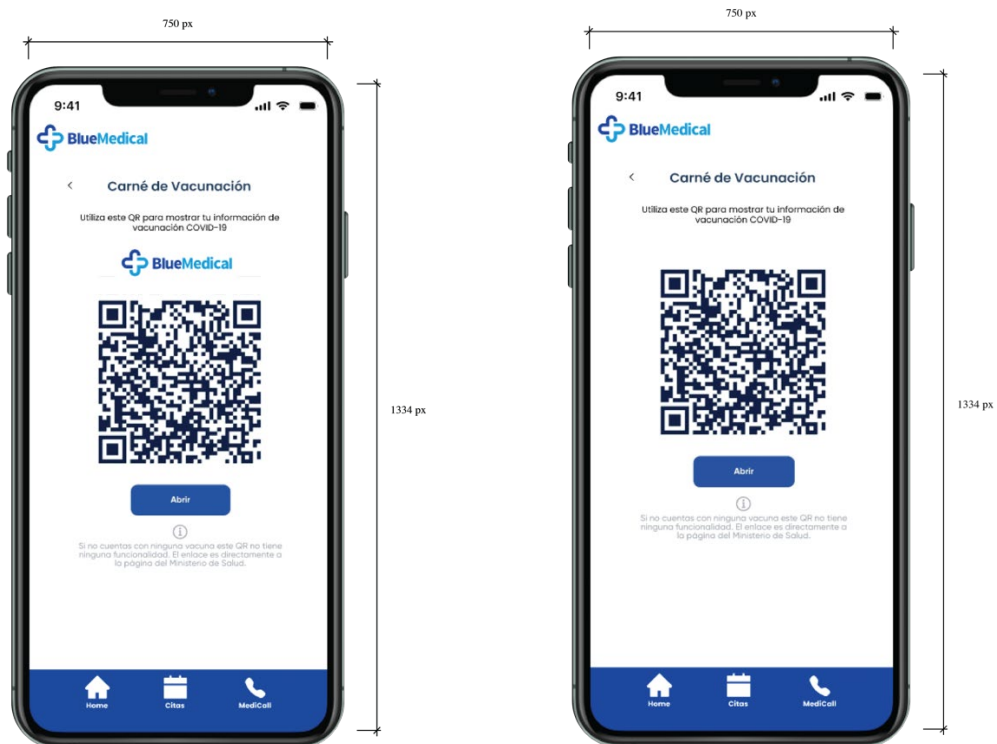 750 px
9:41
BlueMedical
Carné de Vacunación
Utiliza este QR para mostrar tu información de
vacunación COVID-19
BlueMedical
Abrir
Si no cuentas con ninguna vacuna este QR no tiene
ninguna funcionalidad. El enlace es directamente a
la página del Ministerio de Salud.
Home
Citas
MediCall
1334 px
750 px
9:41
BlueMedical
Carné de Vacunación
Utiliza este QR para mostrar tu información de
vacunación COVID-19
Abrir
Si no cuentas con ninguna vacuna este QR no tiene
ninguna funcionalidad. El enlace es directamente a
la página del Ministerio de Salud.
Home
Citas
MediCall
1334 px